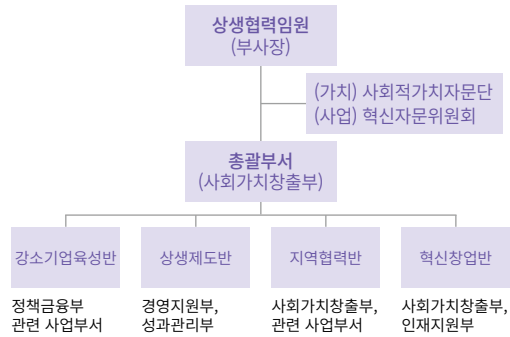 상생협력임원
(부사장)
(가치) 사회적가치자문단
(사업) 혁신자문위원회
총괄부서
(사회가치창출부)
강소기업육성반
상생제도반
지역협력반
혁신창업반
정책금융부
관련 사업부서
경영지원부,
성과관리부
사회가치창출부,
관련 사업부서
사회가치창출부,
인재지원부